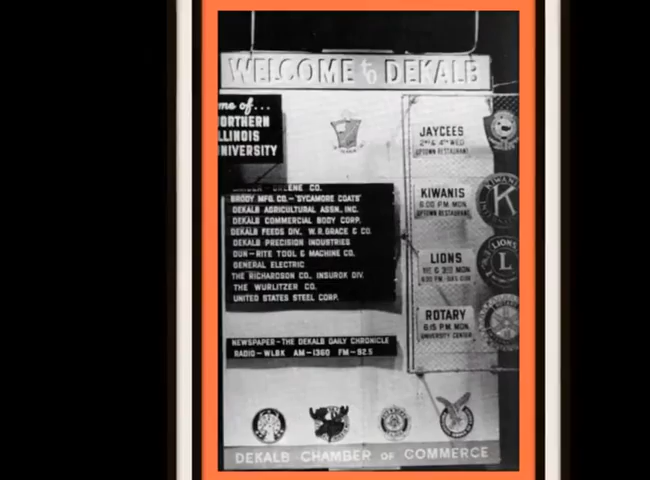 WELCOME to DEKALB
me of...
ORTHERN
LLINOIS
NIVERSITY
GREENE CO.
BRODY MFG. CO. - "SYCAMORE COATS"
DEKALB AGRICULTURAL ASSN. INC.
DEKALB COMMERCIAL BODY CORP.
DEKALB FEEDS DIV., W. R. GRACE & CO.
DEKALB PRECISION INDUSTRIES
DUN-RITE TOOL & MACHINE CO.
GENERAL ELECTRIC
THE RICHARDSON CO., INSUROK DIV.
THE WURLITZER CO.
UNITED STATES STEEL CORP.
NEWSPAPER - THE DEKALB DAILY CHRONICLE
RADIO - WLBK AM - 1360 FM - 92.5
JAYCEES
2ND & 4TH WED
UPTOWN RESTAURANT
KIWANIS
6:00 P.M. MON
UPTOWN RESTAURANT
LIONS
1ST & 3RD MON
ROTARY
6:15 P.M. MON
UNIVERSITY CENTER
KIWANIS
K
LIONS
L
DEKALB CHAMBER OF COMMERCE